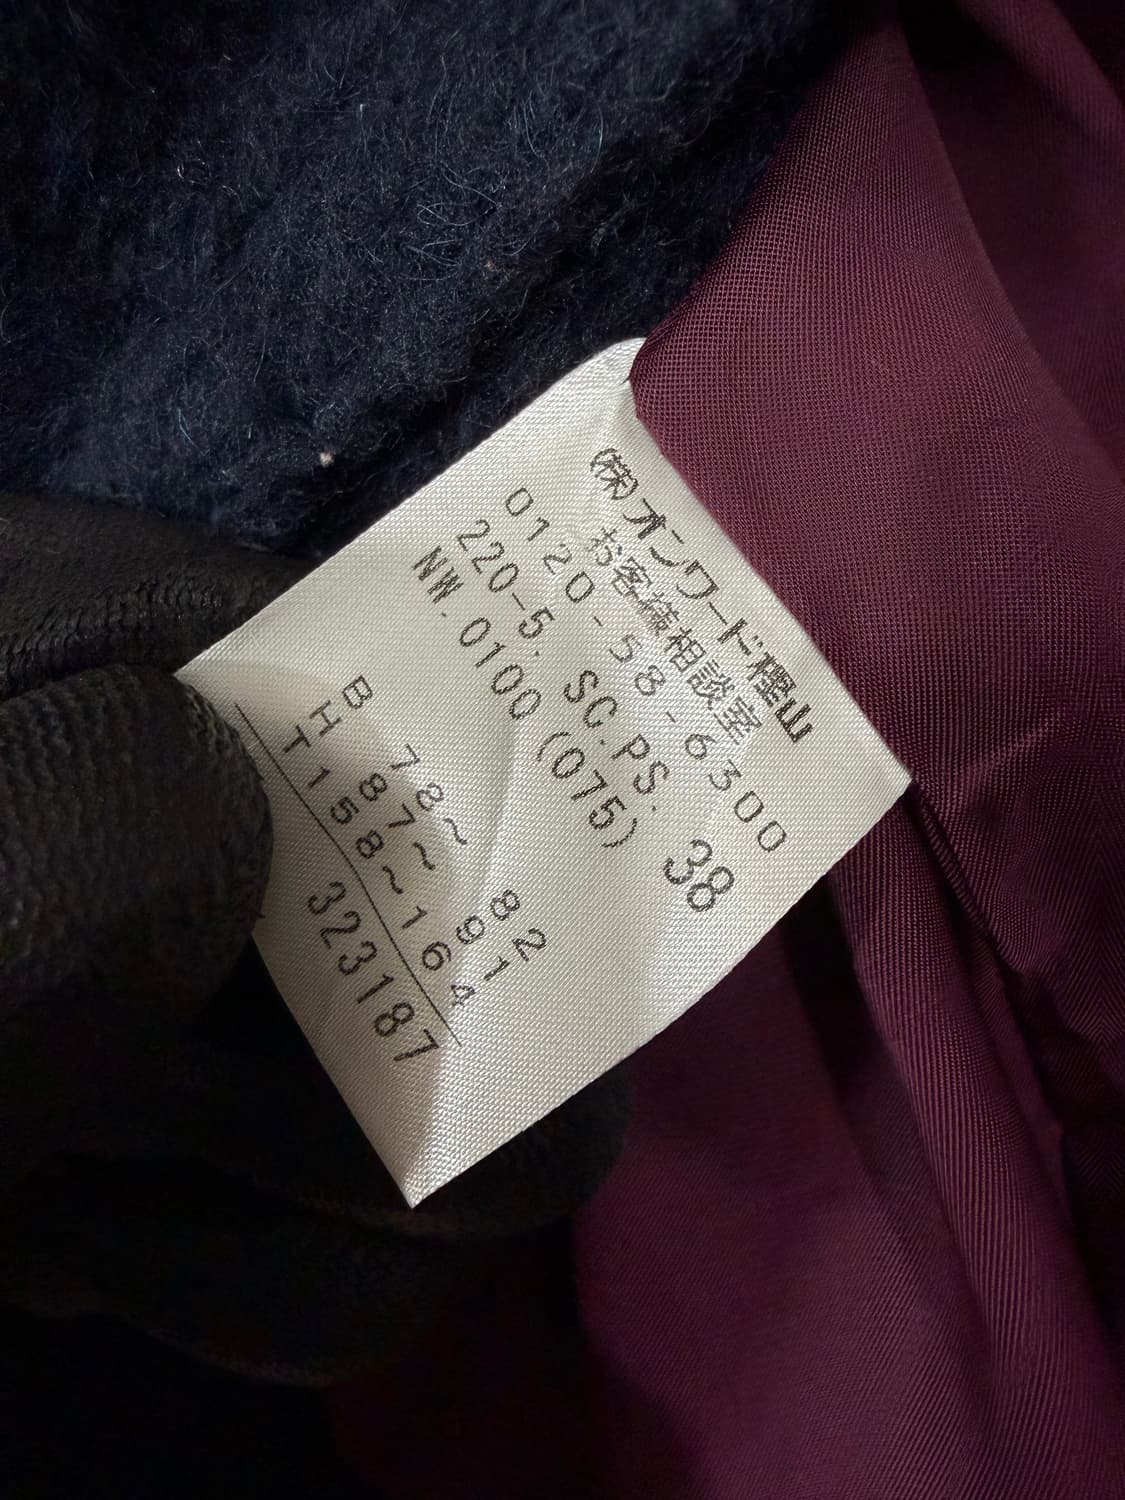 ㈱オンワード樫山
お客様相談室
0120-58-6300
220-5. SG.PS. 38
NW.0100(075)
B 78~ 82
H 87~ 91
T158~164
323187